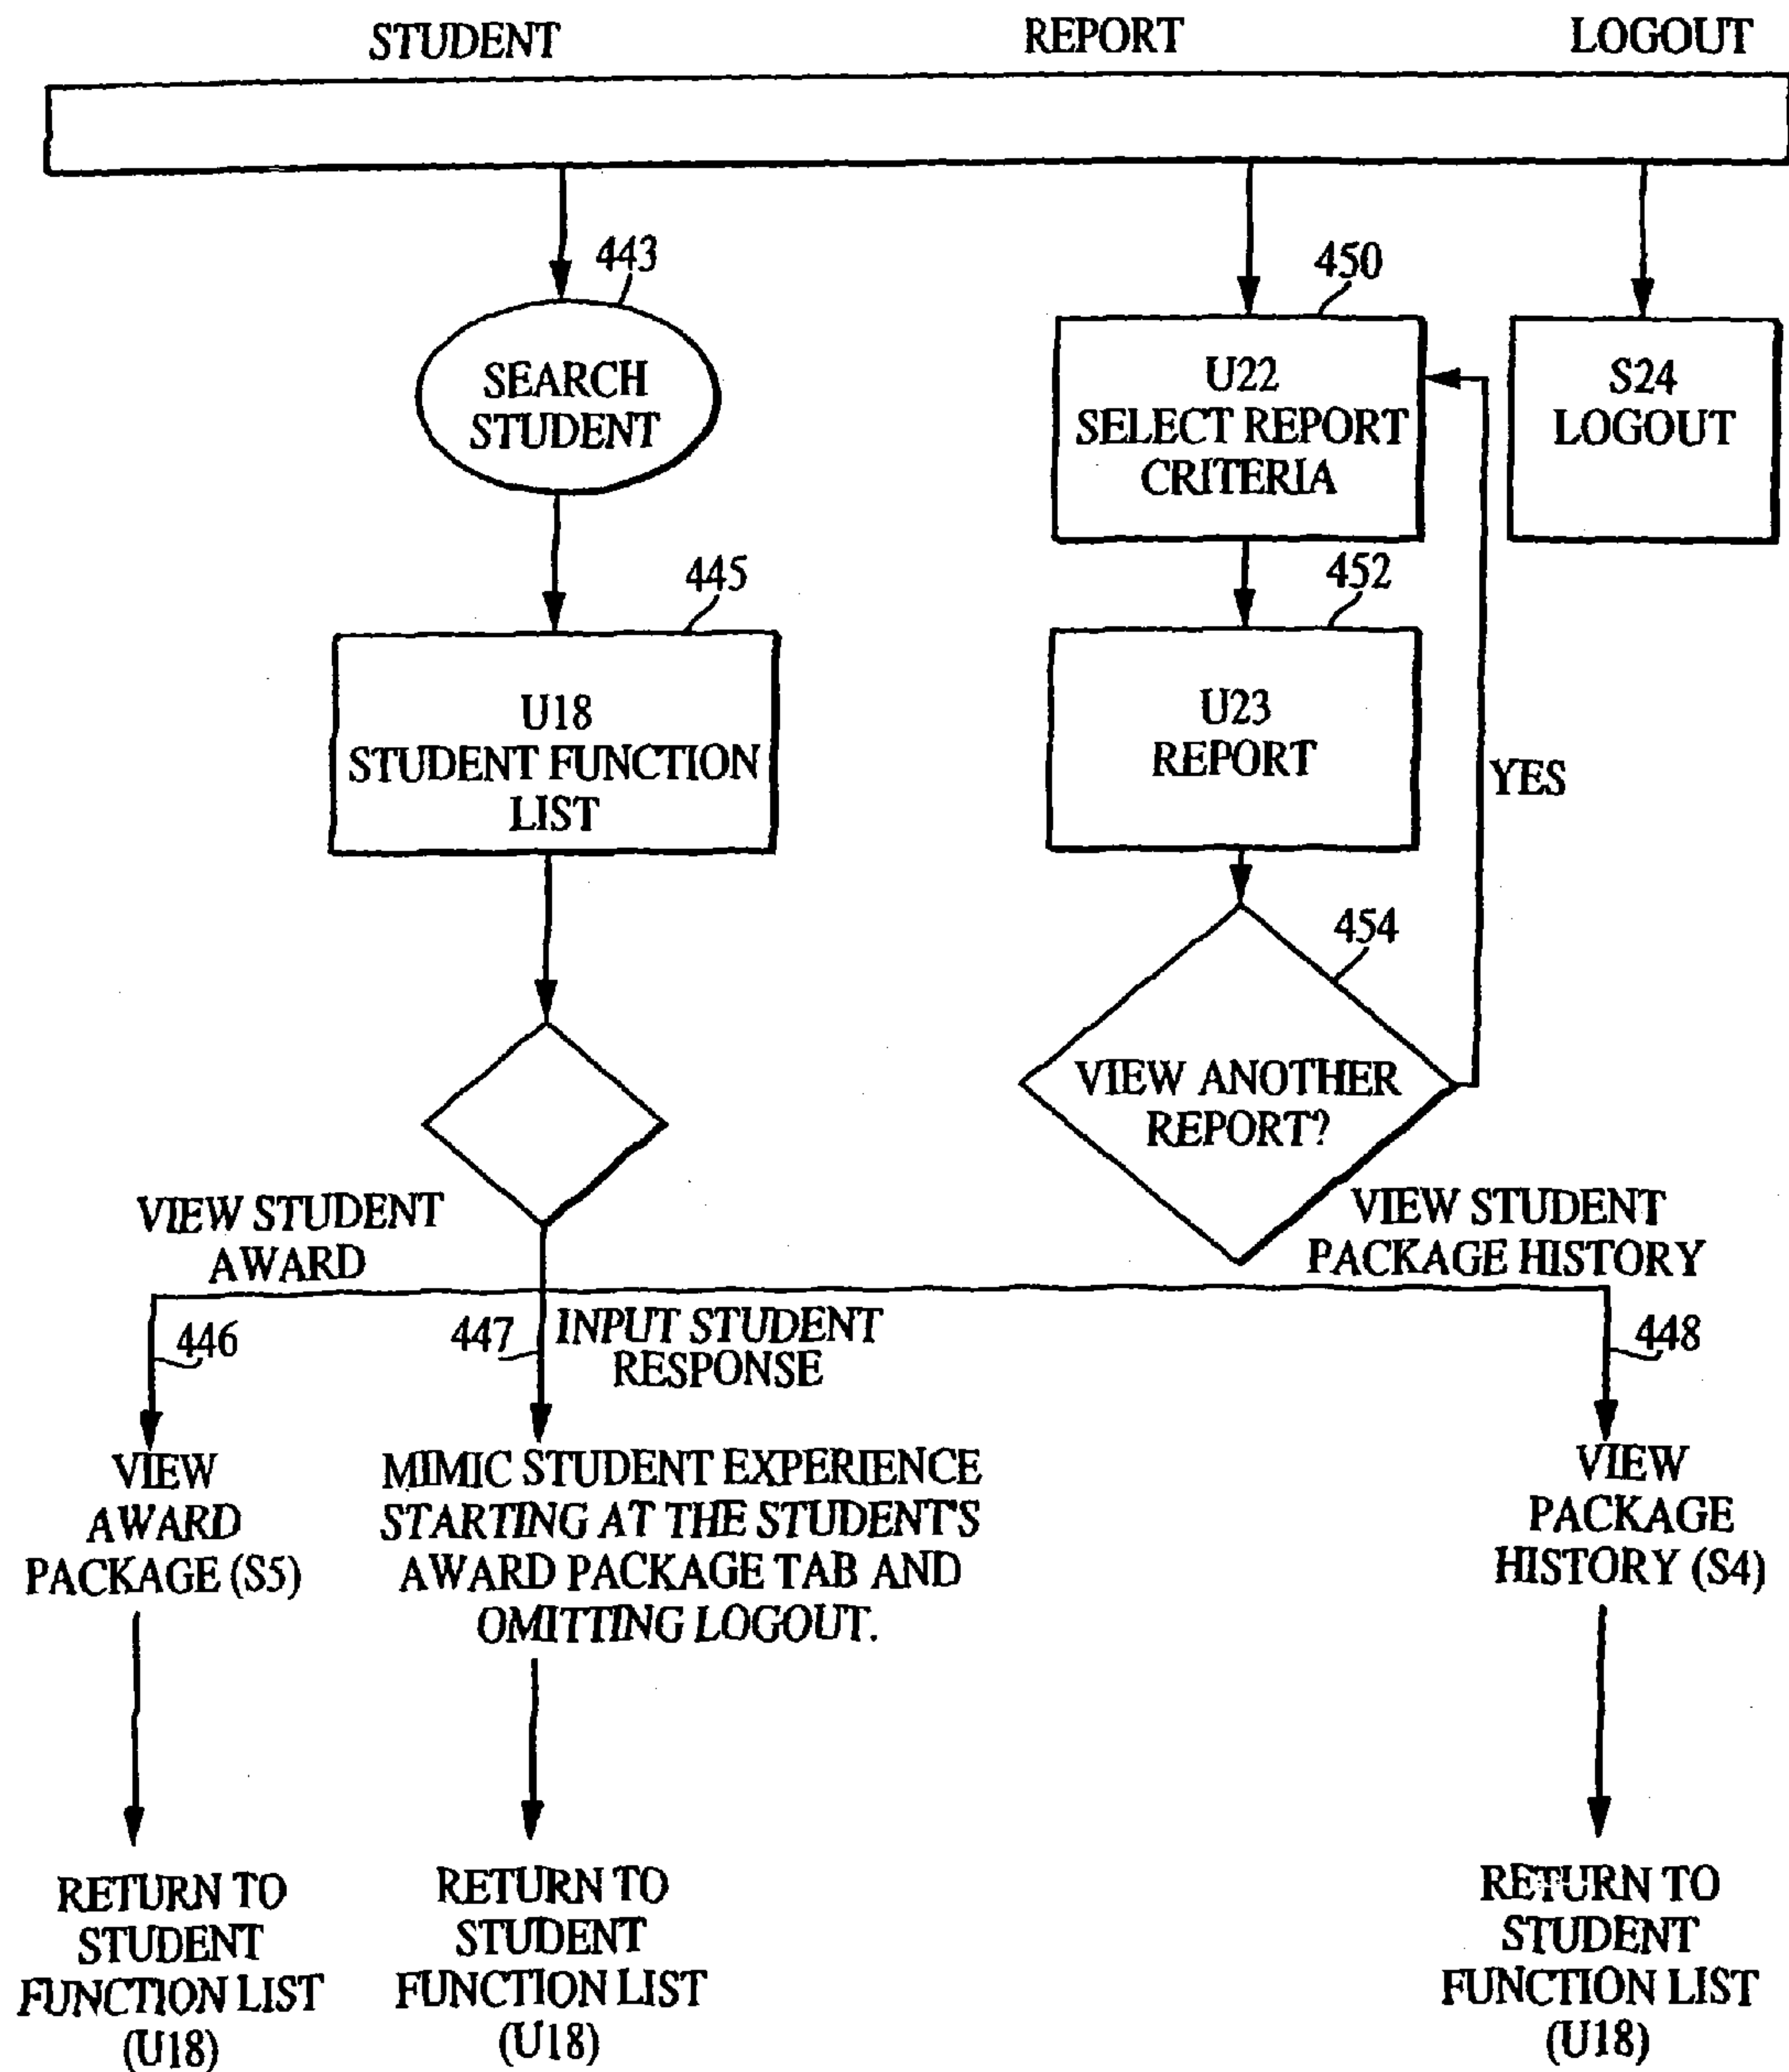 STUDENT
REPORT
LOGOUT
443
SEARCH
STUDENT
445
U18
STUDENT FUNCTION
LIST
450
U22
SELECT REPORT
CRITERIA
452
U23
REPORT
454
VIEW ANOTHER
REPORT?
YES
S24
LOGOUT
VIEW STUDENT
AWARD
446
447
INPUT STUDENT
RESPONSE
VIEW STUDENT
PACKAGE HISTORY
448
VIEW
AWARD
PACKAGE (S5)
MIMIC STUDENT EXPERIENCE
STARTING AT THE STUDENT'S
AWARD PACKAGE TAB AND
OMITTING LOGOUT.
VIEW
PACKAGE
HISTORY (S4)
RETURN TO
STUDENT
FUNCTION LIST
(U18)
RETURN TO
STUDENT
FUNCTION LIST
(U18)
RETURN TO
STUDENT
FUNCTION LIST
(U18)